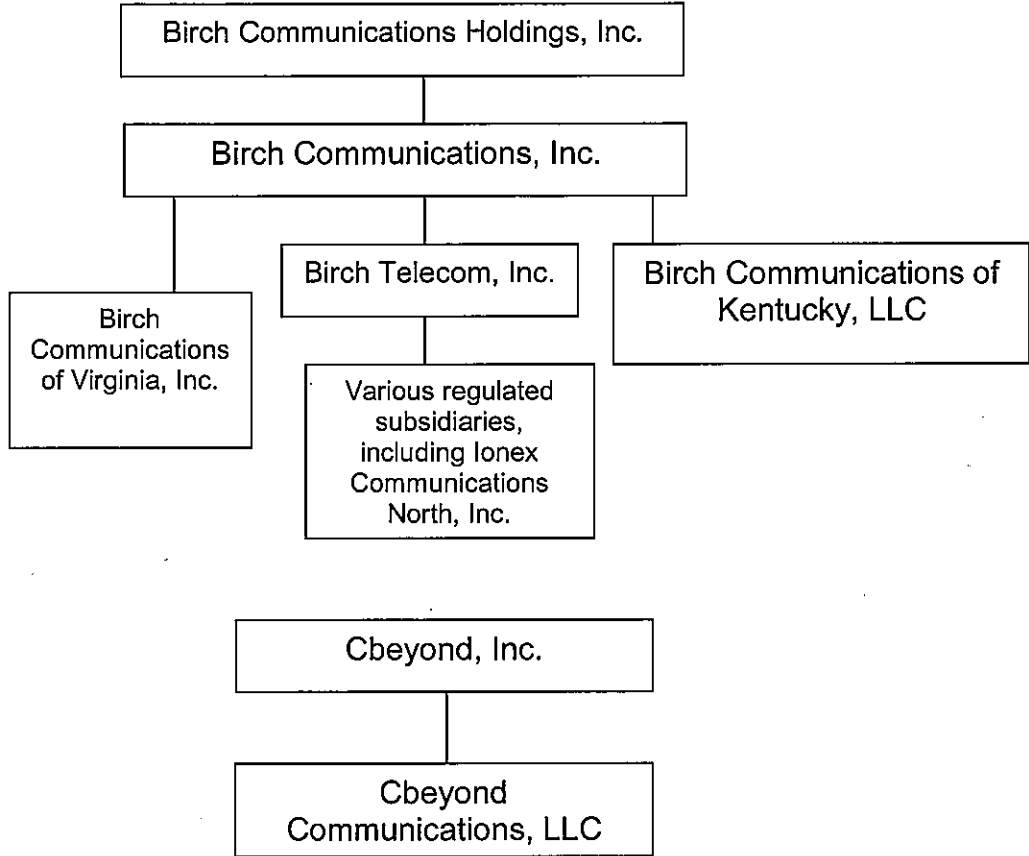 Birch Communications Holdings, Inc.
Birch Communications, Inc.
Birch Telecom, Inc.
Birch Communications of
Kentucky, LLC
Birch
Communications
of Virginia, Inc.
Various regulated
subsidiaries,
including Ionex
Communications
North, Inc.
Cbeyond, Inc.
Cbeyond
Communications, LLC